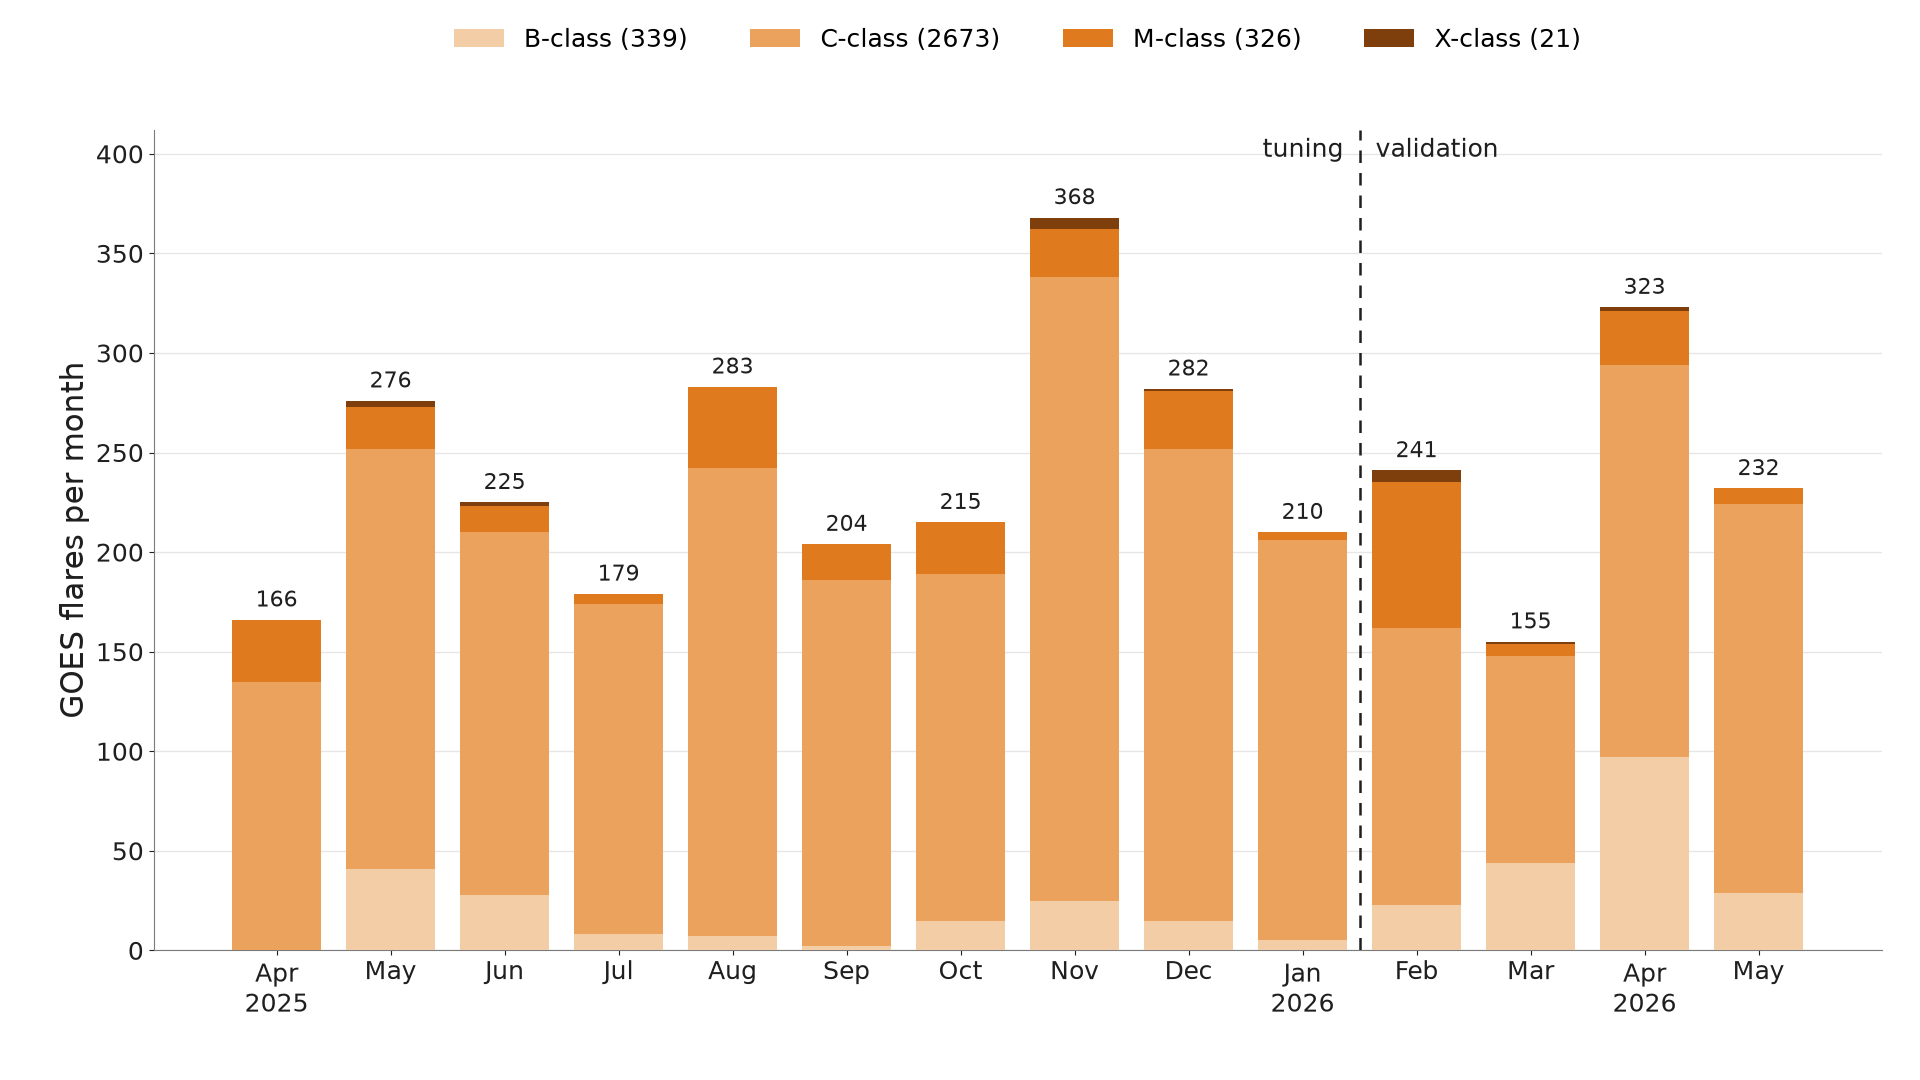 B-class (339) C-class (2673) M-class (326) X-class (21)
GOES flares per month
400
350
300
250
200
150
100
50
0
tuning validation
166
276
225
179
283
204
215
368
282
210
241
155
323
232
Apr 2025
May
Jun
Jul
Aug
Sep
Oct
Nov
Dec
Jan 2026
Feb
Mar
Apr 2026
May